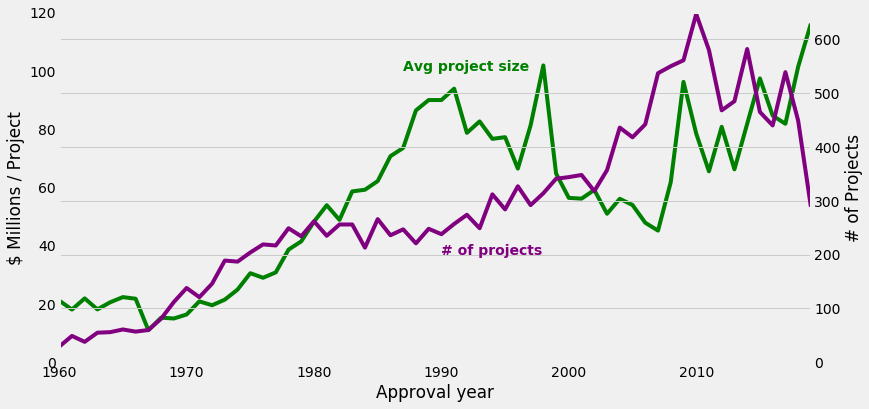 120
100
80
60
40
20
0
$ Millions / Project
600
500
400
300
200
100
0
# of Projects
Avg project size
# of projects
1960 1970 1980 1990 2000 2010
Approval year